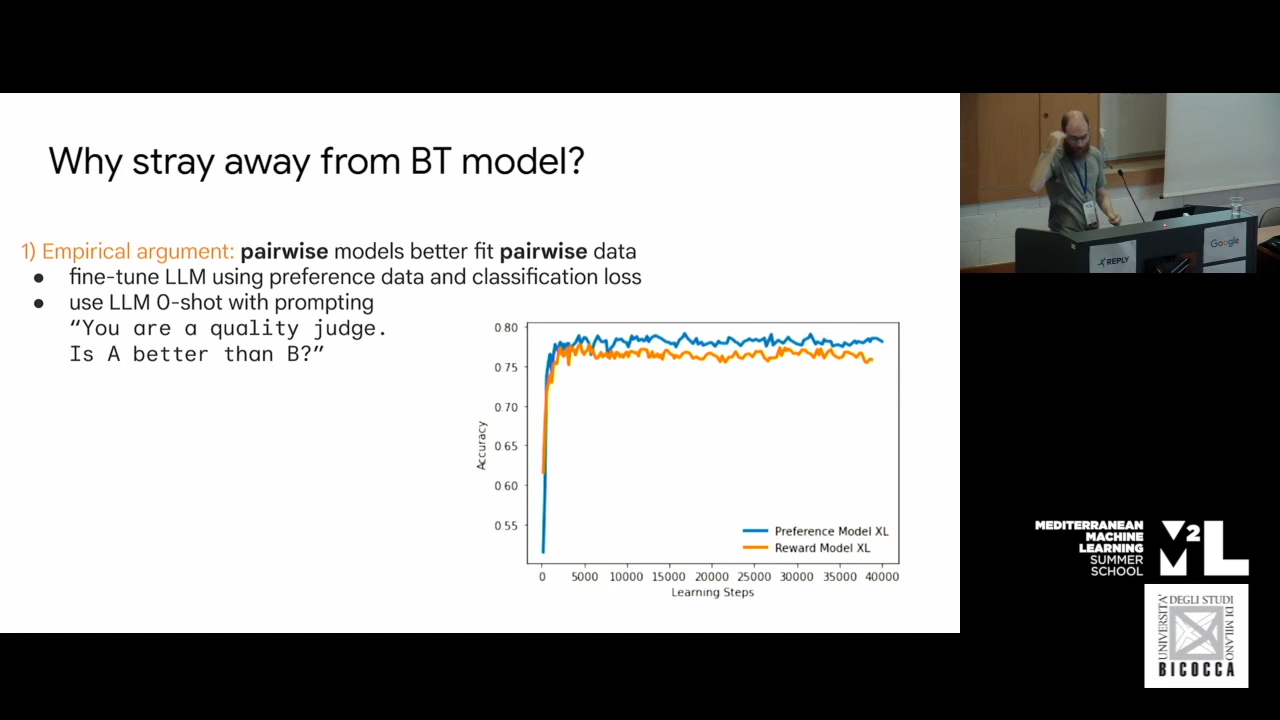 Why stray away from BT model?
1) Empirical argument: pairwise models better fit pairwise data
● fine-tune LLM using preference data and classification loss
● use LLM 0-shot with prompting
“You are a quality judge.
Is A better than B?”
0 80
0 75
0 70
0 65
0 60
0 55
Accuracy
Preference Model XL
Reward Model XL
0 5000 10000 15000 20000 25000 30000 35000 40000
Learning Steps
REPLY
Google
MEDITERRANEAN
MACHINE
LEARNING
SUMMER
SCHOOL
M2L
UNIVERSITA'
DEGLI STUDI
DI MILANO
BICOCCA